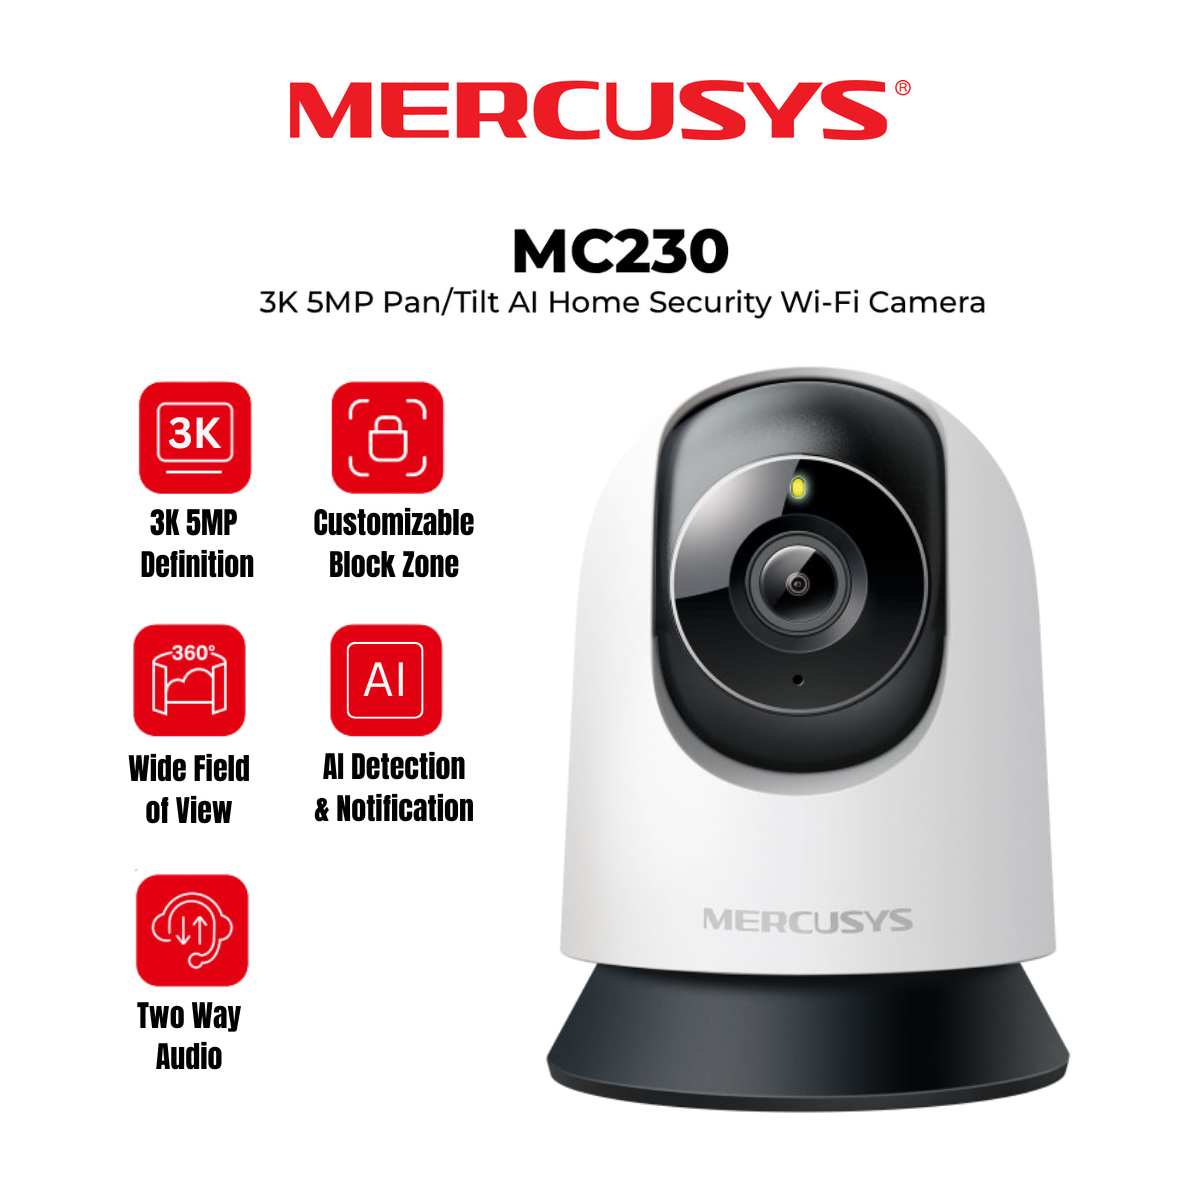 MERCUSYS®
MC230
3K 5MP Pan/Tilt AI Home Security Wi-Fi Camera
3K
3K 5MP
Definition
Customizable
Block Zone
360°
Wide Field
of View
AI
AI Detection
& Notification
Two Way
Audio
MERCUSYS